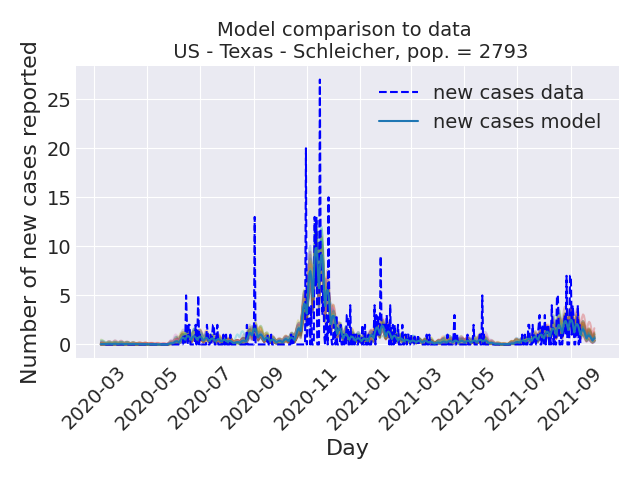 Model comparison to data
US - Texas - Schleicher, pop. = 2793
Number of new cases reported
25
20
15
10
5
0
new cases data
new cases model
2020-03
2020-05
2020-07
2020-09
2020-11
2021-01
2021-03
2021-05
2021-07
2021-09
Day